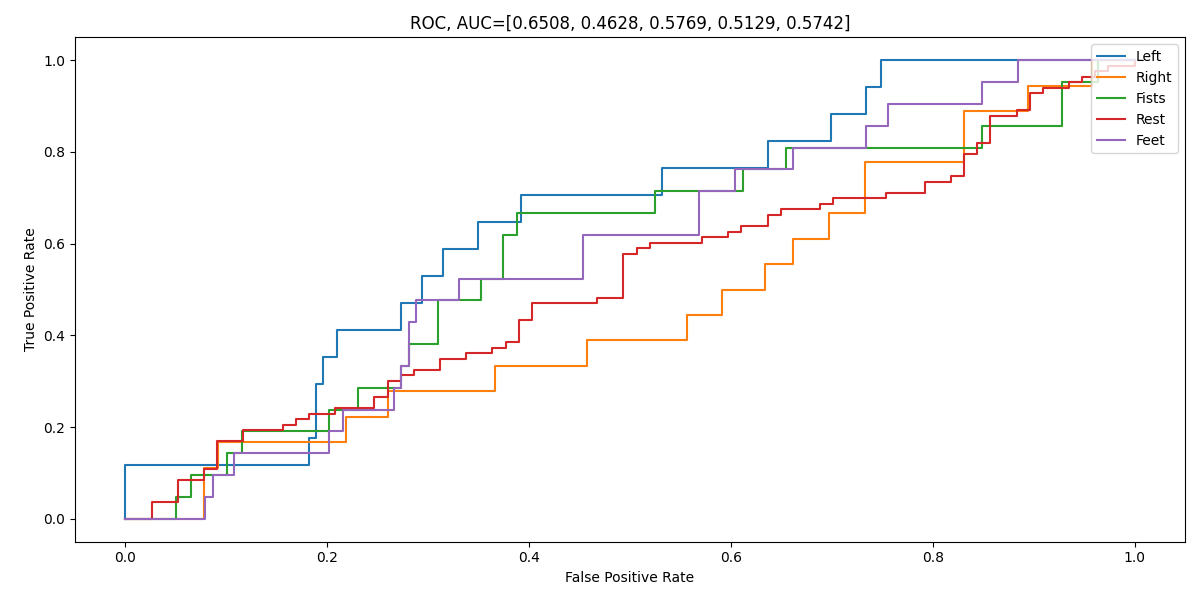 ROC, AUC=[0.6508, 0.4628, 0.5769, 0.5129, 0.5742]
Left
Right
Fists
Rest
Feet
True Positive Rate
1.0
0.8
0.6
0.4
0.2
0.0
0.0 0.2 0.4 0.6 0.8 1.0
False Positive Rate